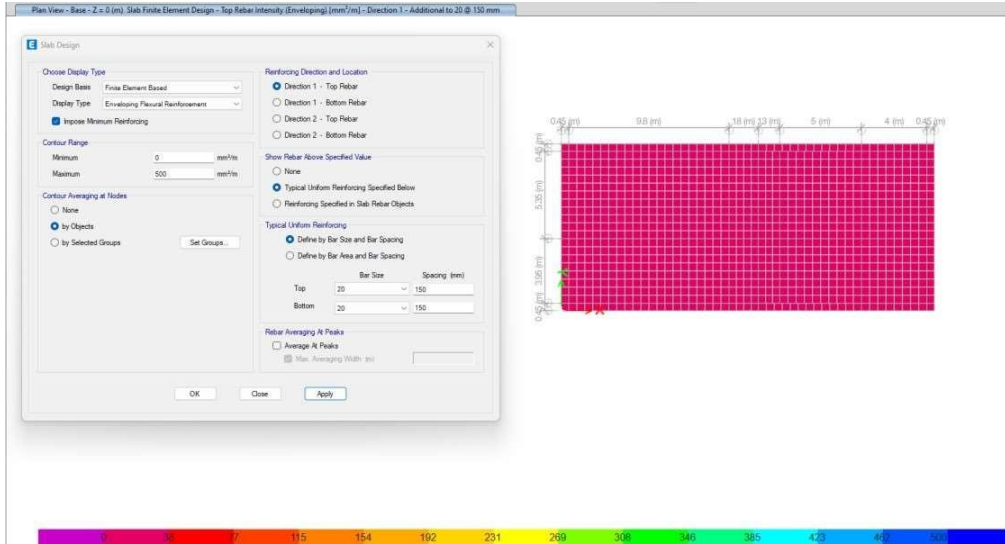 Plan View - Base - Z = 0 (m) Slab Finite Element Design - Top Rebar Intensity (Enveloping) [mm²/m] - Direction 1 - Additional to 20 @ 150 mm
E Slab Design
Choose Display Type
Design Basis Finite Element Based
Display Type Enveloping Flexural Reinforcement
Impose Minimum Reinforcing
Contour Range
Minimum 0 mm²/m
Maximum 500 mm²/m
Contour Averaging at Nodes
None
by Objects
by Selected Groups Set Groups...
Reinforcing Direction and Location
Direction 1 - Top Rebar
Direction 1 - Bottom Rebar
Direction 2 - Top Rebar
Direction 2 - Bottom Rebar
Show Rebar Above Specified Value
None
Typical Uniform Reinforcing Specified Below
Reinforcing Specified in Slab Rebar Objects
Typical Uniform Reinforcing
Define by Bar Size and Bar Spacing
Define by Bar Area and Bar Spacing
Bar Size Spacing (mm)
Top 20 150
Bottom 20 150
Rebar Averaging At Peaks
Average At Peaks
Max. Averaging Width (m)
OK Close Apply
0.45 (m) 9.8 (m) .18 (m) 13 (m) 5 (m) 4 (m) 0.45 (m)
0.45 (m)
5.35 (m)
3.95 (m)
0.45 (m)
X
0 38 77 115 154 192 231 269 308 346 385 423 462 500